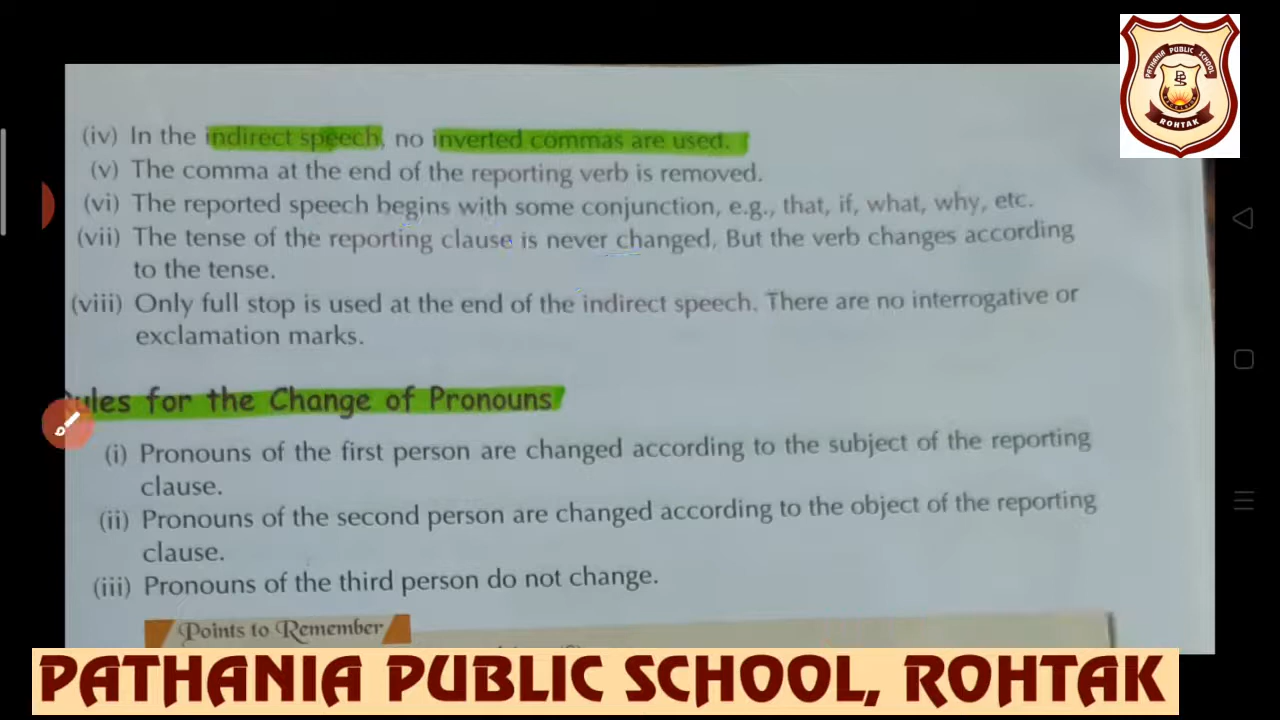 PATHANIA PUBLIC SCHOOL
PPS
ROHTAK
(iv) In the indirect speech, no inverted commas are used.
(v) The comma at the end of the reporting verb is removed.
(vi) The reported speech begins with some conjunction, e.g., that, if, what, why, etc.
(vii) The tense of the reporting clause is never changed, But the verb changes according
to the tense.
(viii) Only full stop is used at the end of the indirect speech. There are no interrogative or
exclamation marks.
ules for the Change of Pronouns
(i) Pronouns of the first person are changed according to the subject of the reporting
clause.
(ii) Pronouns of the second person are changed according to the object of the reporting
clause.
(iii) Pronouns of the third person do not change.
Points to Remember
PATHANIA PUBLIC SCHOOL, ROHTAK